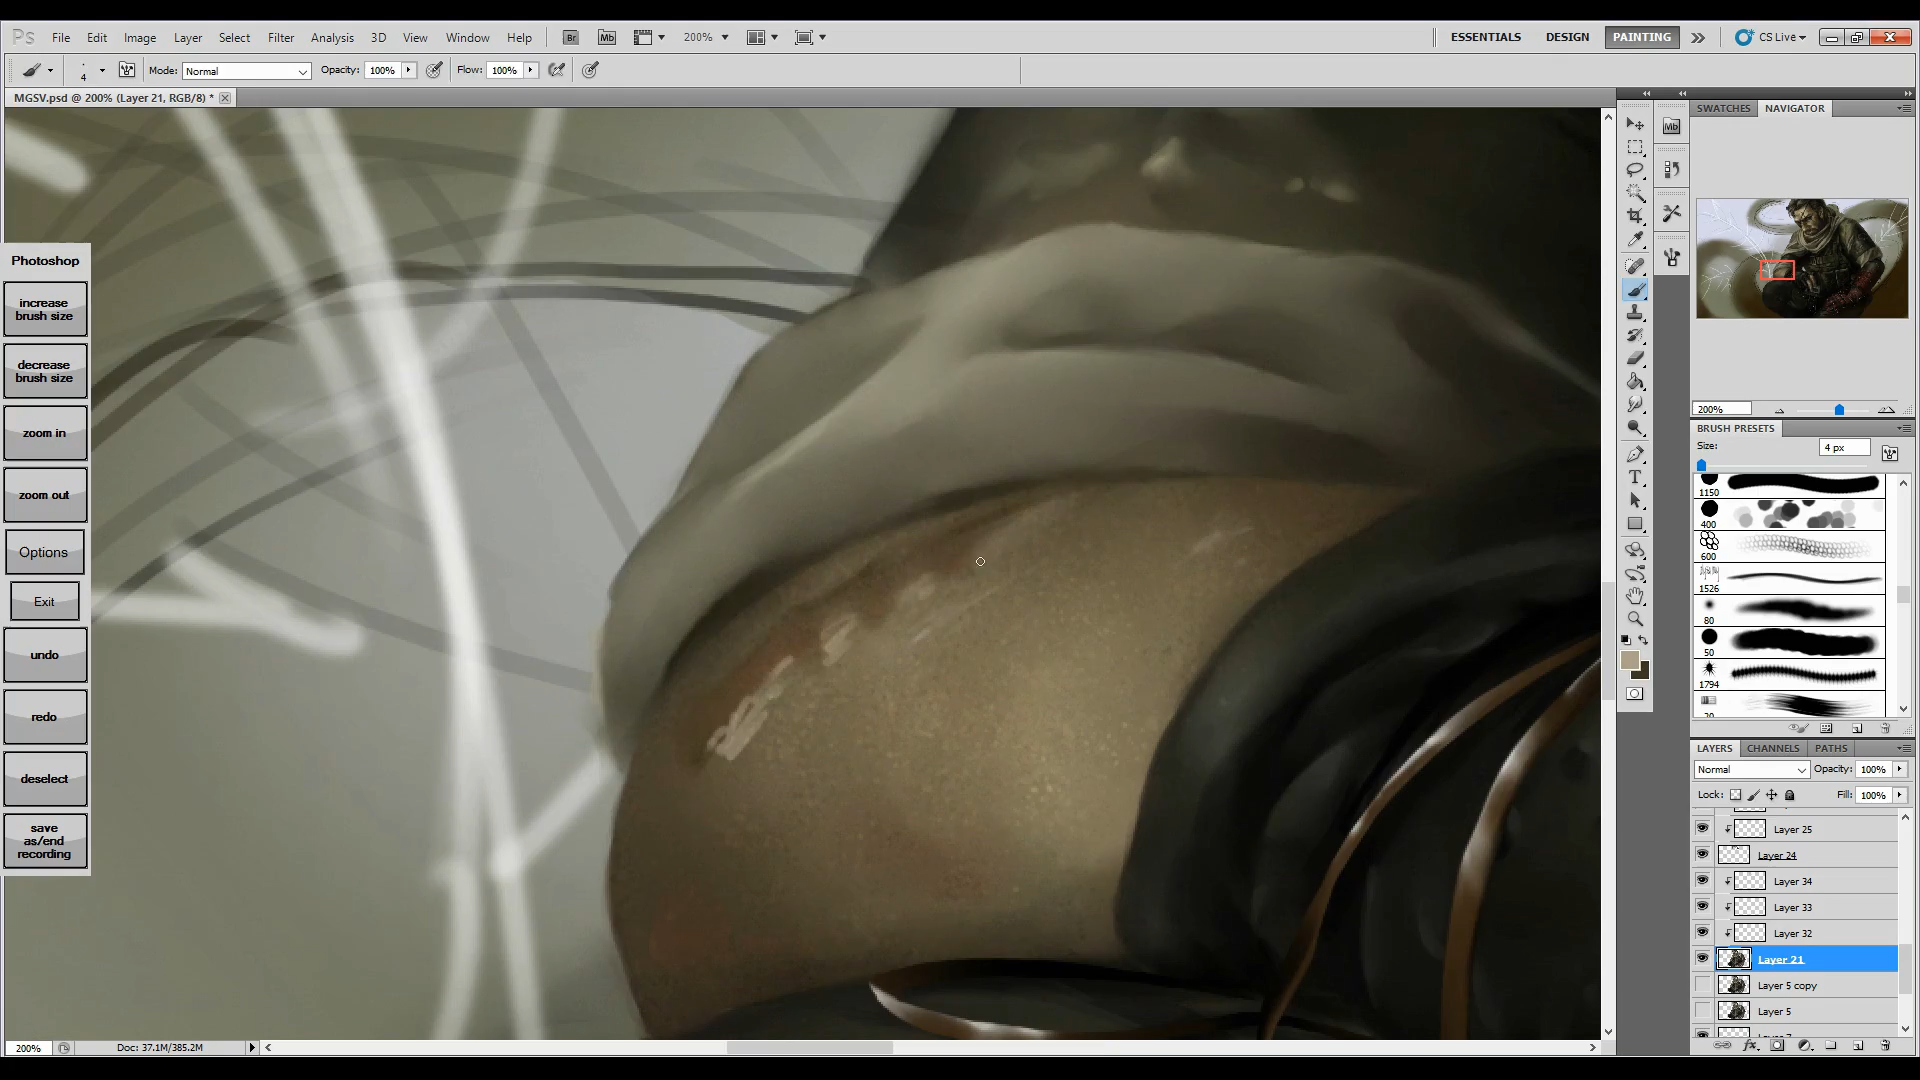 Ps File Edit Image Layer Select Filter Analysis 3D View Window Help Br Mb 200% ESSENTIALS DESIGN PAINTING CS Live
4 Mode: Normal Opacity: 100% Flow: 100%
MGSV.psd @ 200% (Layer 21, RGB/8) *
SWATCHES NAVIGATOR
Mb
Photoshop
increase
brush size
decrease
brush size
zoom in
zoom out
Options
Exit
undo
redo
deselect
save
as/end
recording
200%
BRUSH PRESETS
Size: 4 px
1150
400
600
1526
80
50
1794
LAYERS CHANNELS PATHS
Normal Opacity: 100%
Lock: Fill: 100%
Layer 25
Layer 24
Layer 34
Layer 33
Layer 32
Layer 21
Layer 5 copy
Layer 5
200% Doc: 37.1M/385.2M